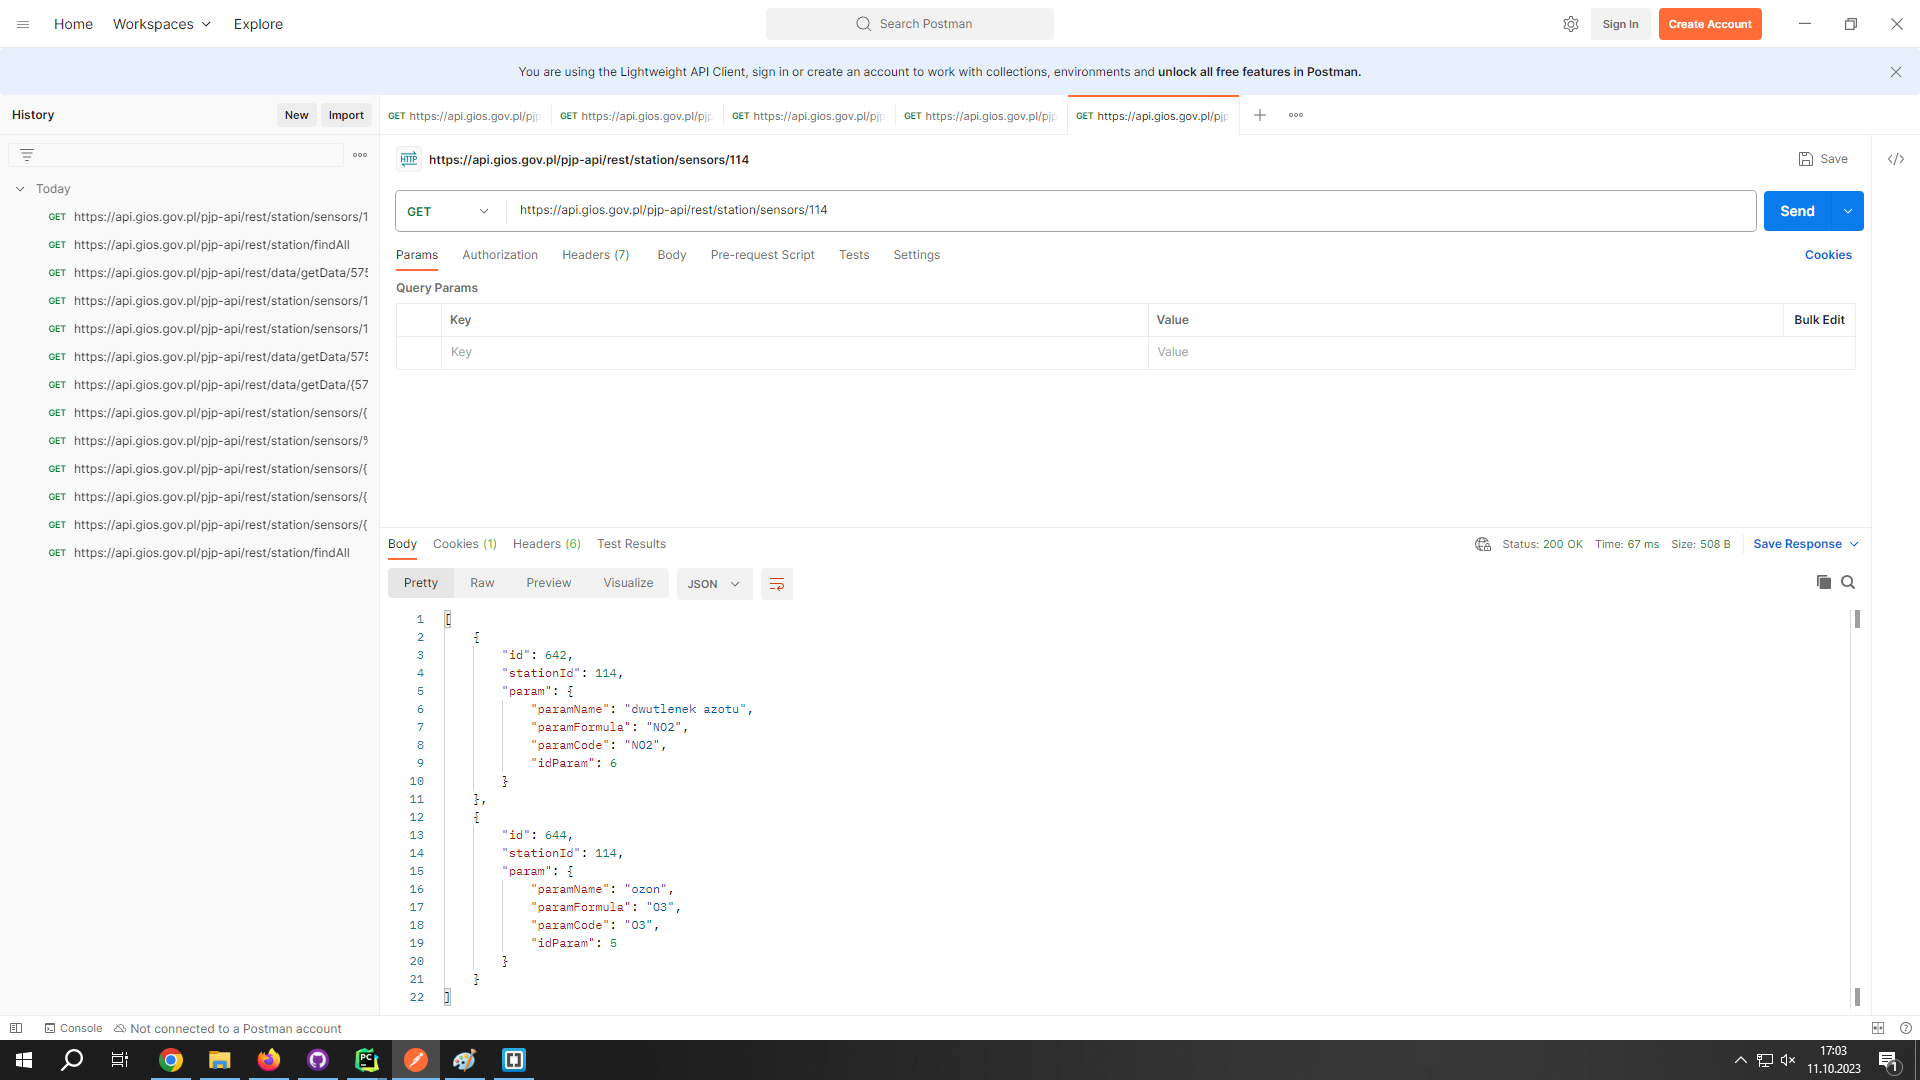 Home Workspaces Explore Search Postman Sign In Create Account
You are using the Lightweight API Client, sign in or create an account to work with collections, environments and unlock all free features in Postman.
History New Import
GET https://api.gios.gov.pl/pjp GET https://api.gios.gov.pl/pjp GET https://api.gios.gov.pl/pjp GET https://api.gios.gov.pl/pjp GET https://api.gios.gov.pl/pjp
Today
GET https://api.gios.gov.pl/pjp-api/rest/station/sensors/1
GET https://api.gios.gov.pl/pjp-api/rest/station/findAll
GET https://api.gios.gov.pl/pjp-api/rest/data/getData/575
GET https://api.gios.gov.pl/pjp-api/rest/station/sensors/1
GET https://api.gios.gov.pl/pjp-api/rest/station/sensors/1
GET https://api.gios.gov.pl/pjp-api/rest/data/getData/575
GET https://api.gios.gov.pl/pjp-api/rest/data/getData/{57
GET https://api.gios.gov.pl/pjp-api/rest/station/sensors/{
GET https://api.gios.gov.pl/pjp-api/rest/station/sensors/%
GET https://api.gios.gov.pl/pjp-api/rest/station/sensors/{
GET https://api.gios.gov.pl/pjp-api/rest/station/sensors/{
GET https://api.gios.gov.pl/pjp-api/rest/station/sensors/{
GET https://api.gios.gov.pl/pjp-api/rest/station/findAll
HTTP https://api.gios.gov.pl/pjp-api/rest/station/sensors/114 Save
GET https://api.gios.gov.pl/pjp-api/rest/station/sensors/114 Send
Params Authorization Headers (7) Body Pre-request Script Tests Settings Cookies
Query Params
Key Value Bulk Edit
Key Value
Body Cookies (1) Headers (6) Test Results Status: 200 OK Time: 67 ms Size: 508 B Save Response
Pretty Raw Preview Visualize JSON
1 [
2 {
3 "id": 642,
4 "stationId": 114,
5 "param": {
6 "paramName": "dwutlenek azotu",
7 "paramFormula": "NO2",
8 "paramCode": "NO2",
9 "idParam": 6
10 }
11 },
12 {
13 "id": 644,
14 "stationId": 114,
15 "param": {
16 "paramName": "ozon",
17 "paramFormula": "O3",
18 "paramCode": "O3",
19 "idParam": 5
20 }
21 }
22 ]
Console Not connected to a Postman account
PC
17:03
11.10.2023
1